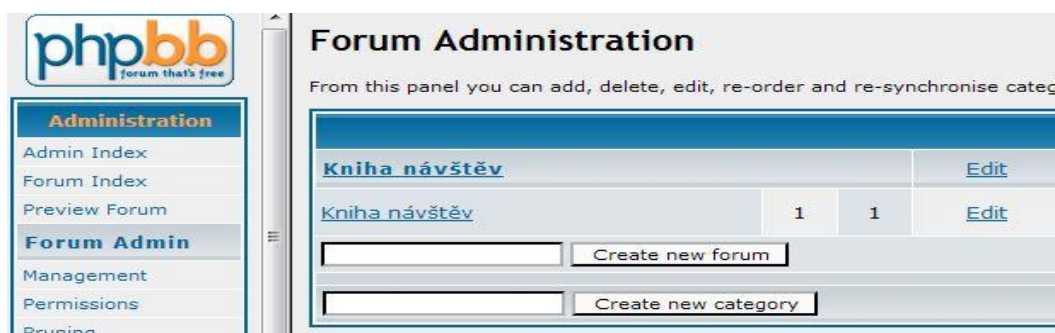 phpbb
forum that's free
Administration
Admin Index
Forum Index
Preview Forum
Forum Admin
Management
Permissions
Pruning
Forum Administration
From this panel you can add, delete, edit, re-order and re-synchronise categ
Kniha návštěv Edit
Kniha návštěv 1 1 Edit
Create new forum
Create new category